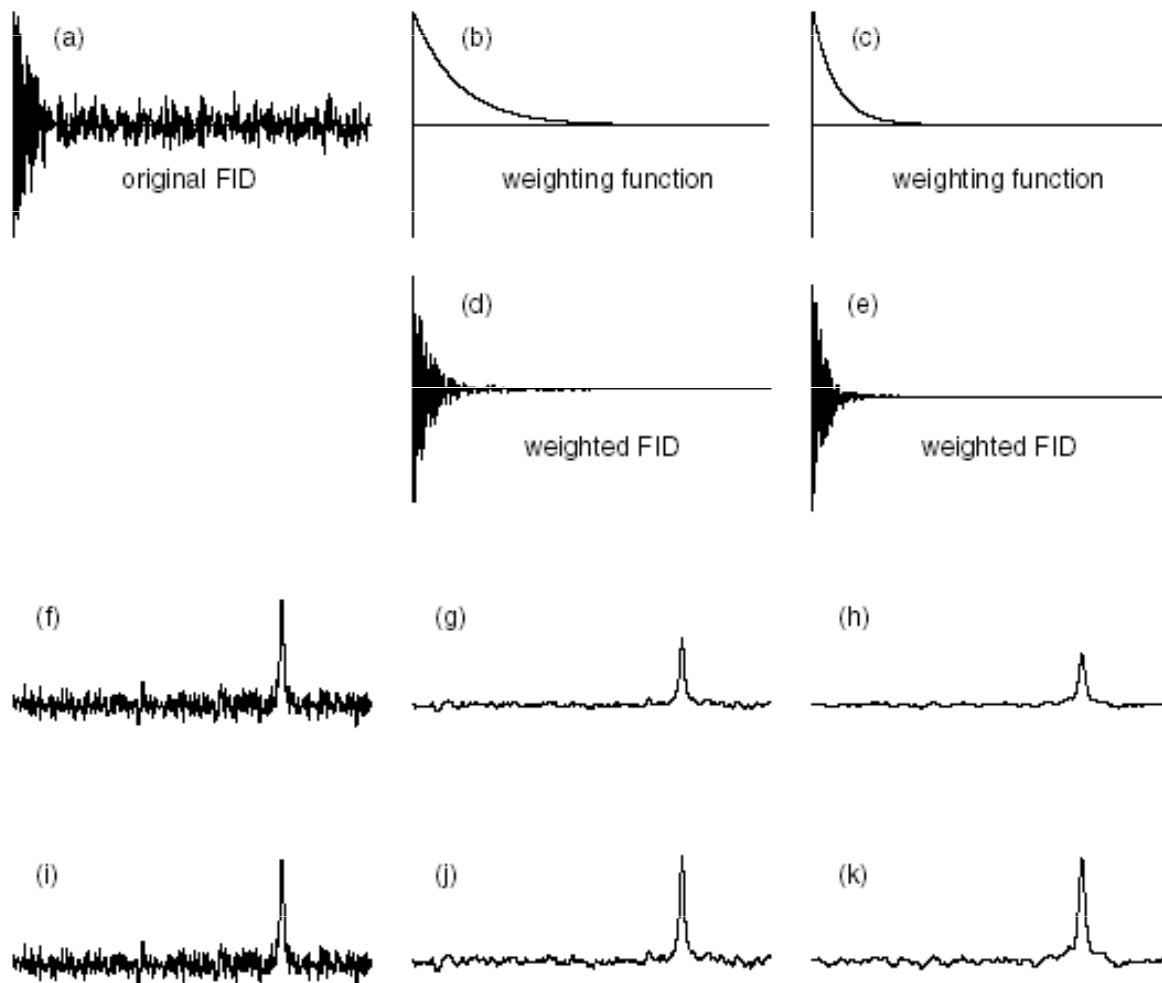 (a)
(b)
(c)
original FID
weighting function
weighting function
(d)
(e)
weighted FID
weighted FID
(f)
(g)
(h)
(i)
(j)
(k)